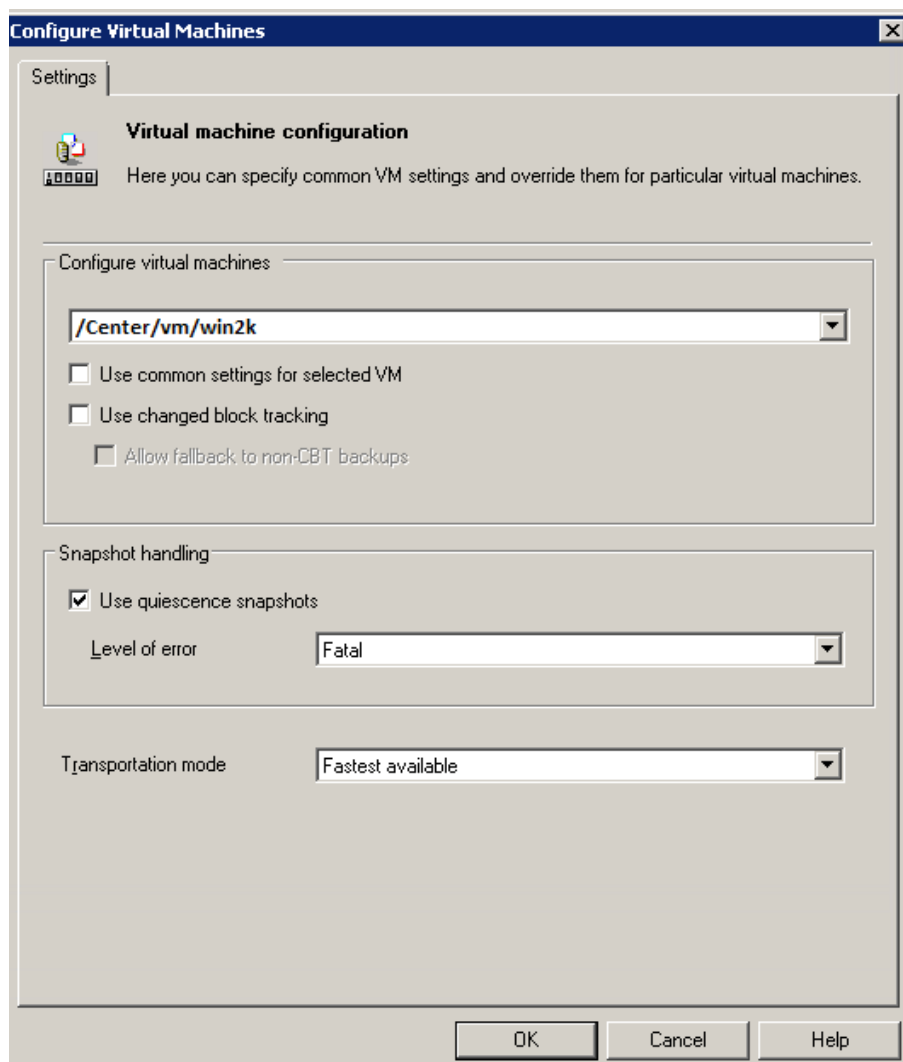 Configure Virtual Machines
Settings
Virtual machine configuration
Here you can specify common VM settings and override them for particular virtual machines.
Configure virtual machines
/Center/vm/win2k
Use common settings for selected VM
Use changed block tracking
Allow fallback to non-CBT backups
Snapshot handling
Use quiescence snapshots
Level of error
Fatal
Transportation mode
Fastest available
OK
Cancel
Help